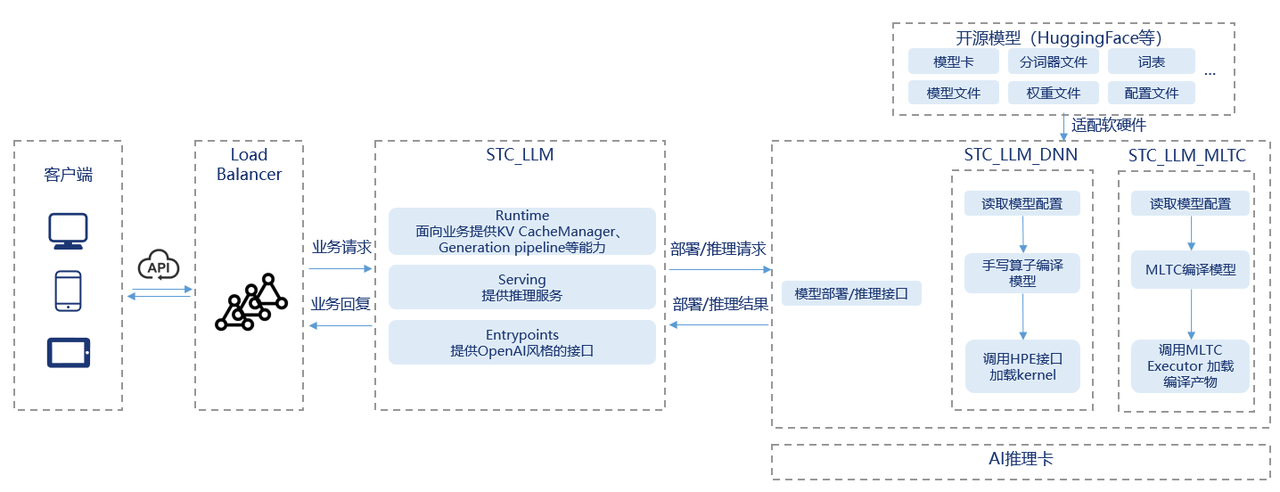 开源模型（HuggingFace等）
模型卡
分词器文件
词表
...
模型文件
权重文件
配置文件
适配软硬件
客户端
API
Load
Balancer
业务请求
业务回复
STC_LLM
Runtime
面向业务提供KV CacheManager、
Generation pipeline等能力
Serving
提供推理服务
Entrypoints
提供OpenAI风格的接口
部署/推理请求
部署/推理结果
模型部署/推理接口
STC_LLM_DNN
读取模型配置
手写算子编译
模型
调用HPE接口
加载kernel
STC_LLM_MLTC
读取模型配置
MLTC编译模型
调用MLTC
Executor 加载
编译产物
AI推理卡